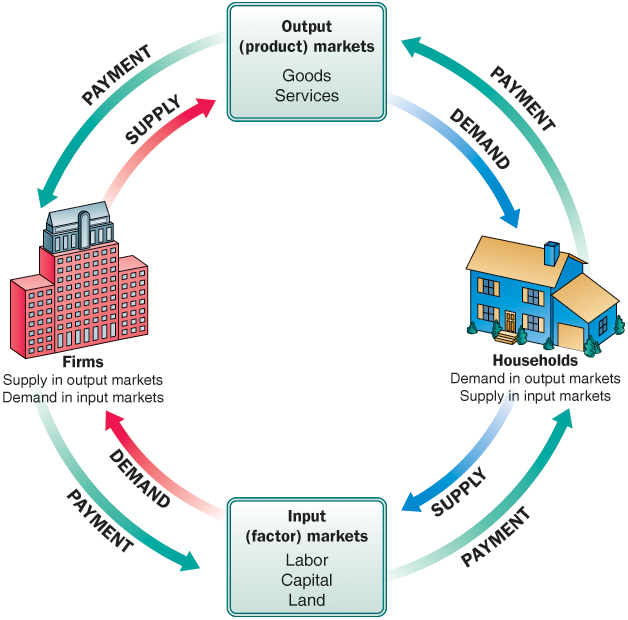 Output
(product) markets
Goods
Services
PAYMENT
SUPPLY
PAYMENT
DEMAND
Firms
Supply in output markets
Demand in input markets
Households
Demand in output markets
Supply in input markets
DEMAND
PAYMENT
SUPPLY
PAYMENT
Input
(factor) markets
Labor
Capital
Land